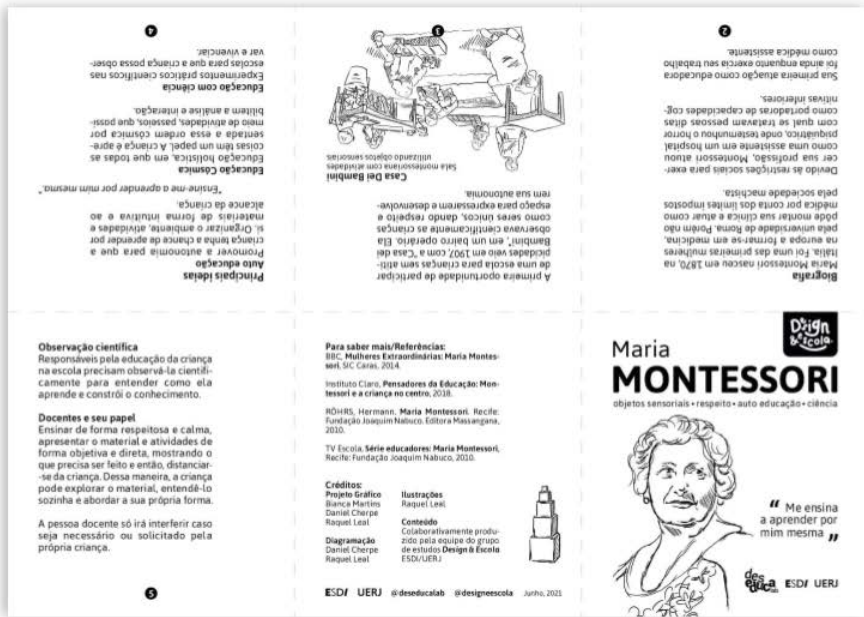 Maria
MONTESSORI
objetos sensoriais • respeito • auto educação • ciência
Design
& escola.
“ Me ensina
a aprender por
mim mesma „
des
educa
lab
ESD/ UERJ
Biografia
Maria Montessori nasceu em 1870, na
Itália. Foi uma das primeiras mulheres
na europa a formar-se em medicina,
pela universidade de Roma. Porém não
pôde montar sua clínica e atuar como
médica por conta dos limites impostos
pela sociedade machista.
Devido às restrições sociais para exer-
cer sua profissão, Montessori atuou
como uma assistente em um hospital
psiquiátrico, onde testemunhou o horror
com qual se tratavam pessoas ditas
como portadoras de capacidades cog-
nitivas inferiores.
Sua primeira atuação como educadora
foi ainda enquanto exercia seu trabalho
como médica assistente.
2
A primeira oportunidade de participar
de uma escola para crianças sem atiti-
picidades veio em 1907, com a "Casa dei
Bambini", em um bairro operário. Ela
observava cientificamente as crianças
como seres únicos, dando respeito e
espaço para expressarem e desenvolve-
rem sua autonomia.
Casa Dei Bambini
Sala montessoriana com atividades
utilizando objetos sensoriais
3
Principais ideias
Auto educação
Promover a autonomia para que a
criança tenha a chance de aprender por
si. Organizar o ambiente, atividades e
materiais de forma intuitiva e ao
alcance da criança.
"Ensine-me a aprender por mim mesma."
Educação Cósmica
Educação holística, em que todas as
coisas têm um papel. A criança é apre-
sentada a essa ordem cósmica por
meio de atividades, passeios, que possi-
bilitem a análise e interação.
Educação com ciência
Experimentos práticos científicos nas
escolas para que a criança possa obser-
var e vivenciar.
4
Observação científica
Responsáveis pela educação da criança
na escola precisam observá-la cientifi-
camente para entender como ela
aprende e constrói o conhecimento.
Docentes e seu papel
Ensinar de forma respeitosa e calma,
apresentar o material e atividades de
forma objetiva e direta, mostrando o
que precisa ser feito e então, distanciar-
-se da criança. Dessa maneira, a criança
pode explorar o material, entendê-lo
sozinha e abordar a sua própria forma.
A pessoa docente só irá interferir caso
seja necessário ou solicitado pela
própria criança.
5
Para saber mais/Referências:
BBC, Mulheres Extraordinárias: Maria Montes-
sori, SIC Caras, 2014.
Instituto Claro, Pensadores da Educação: Mon-
tessori e a criança no centro, 2018.
RÖHRS, Hermann. Maria Montessori. Recife:
Fundação Joaquim Nabuco, Editora Massangana,
2010.
TV Escola, Série educadores: Maria Montessori,
Recife: Fundação Joaquim Nabuco, 2010.
Créditos:
Projeto Gráfico
Bianca Martins
Daniel Cherpe
Raquel Leal
Diagramação
Daniel Cherpe
Raquel Leal
Ilustrações
Raquel Leal
Conteúdo
Colaborativamente produ-
zido pela equipe do grupo
de estudos Design & Escola
ESDI/UERJ
ESD/ UERJ @deseducalab @designeescola Junho, 2021